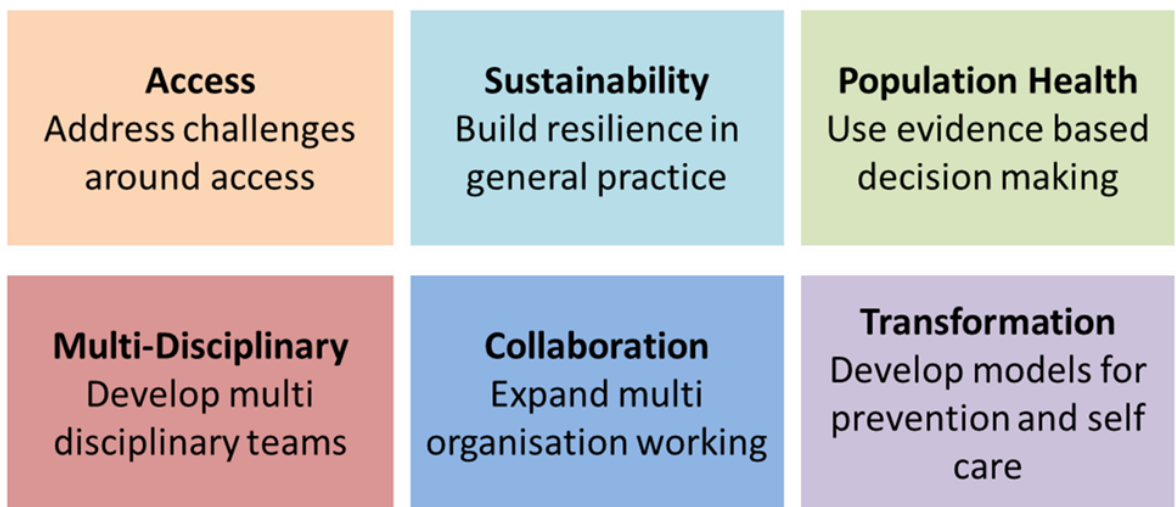 Access
Address challenges
around access
Sustainability
Build resilience in
general practice
Population Health
Use evidence based
decision making
Multi-Disciplinary
Develop multi
disciplinary teams
Collaboration
Expand multi
organisation working
Transformation
Develop models for
prevention and self
care